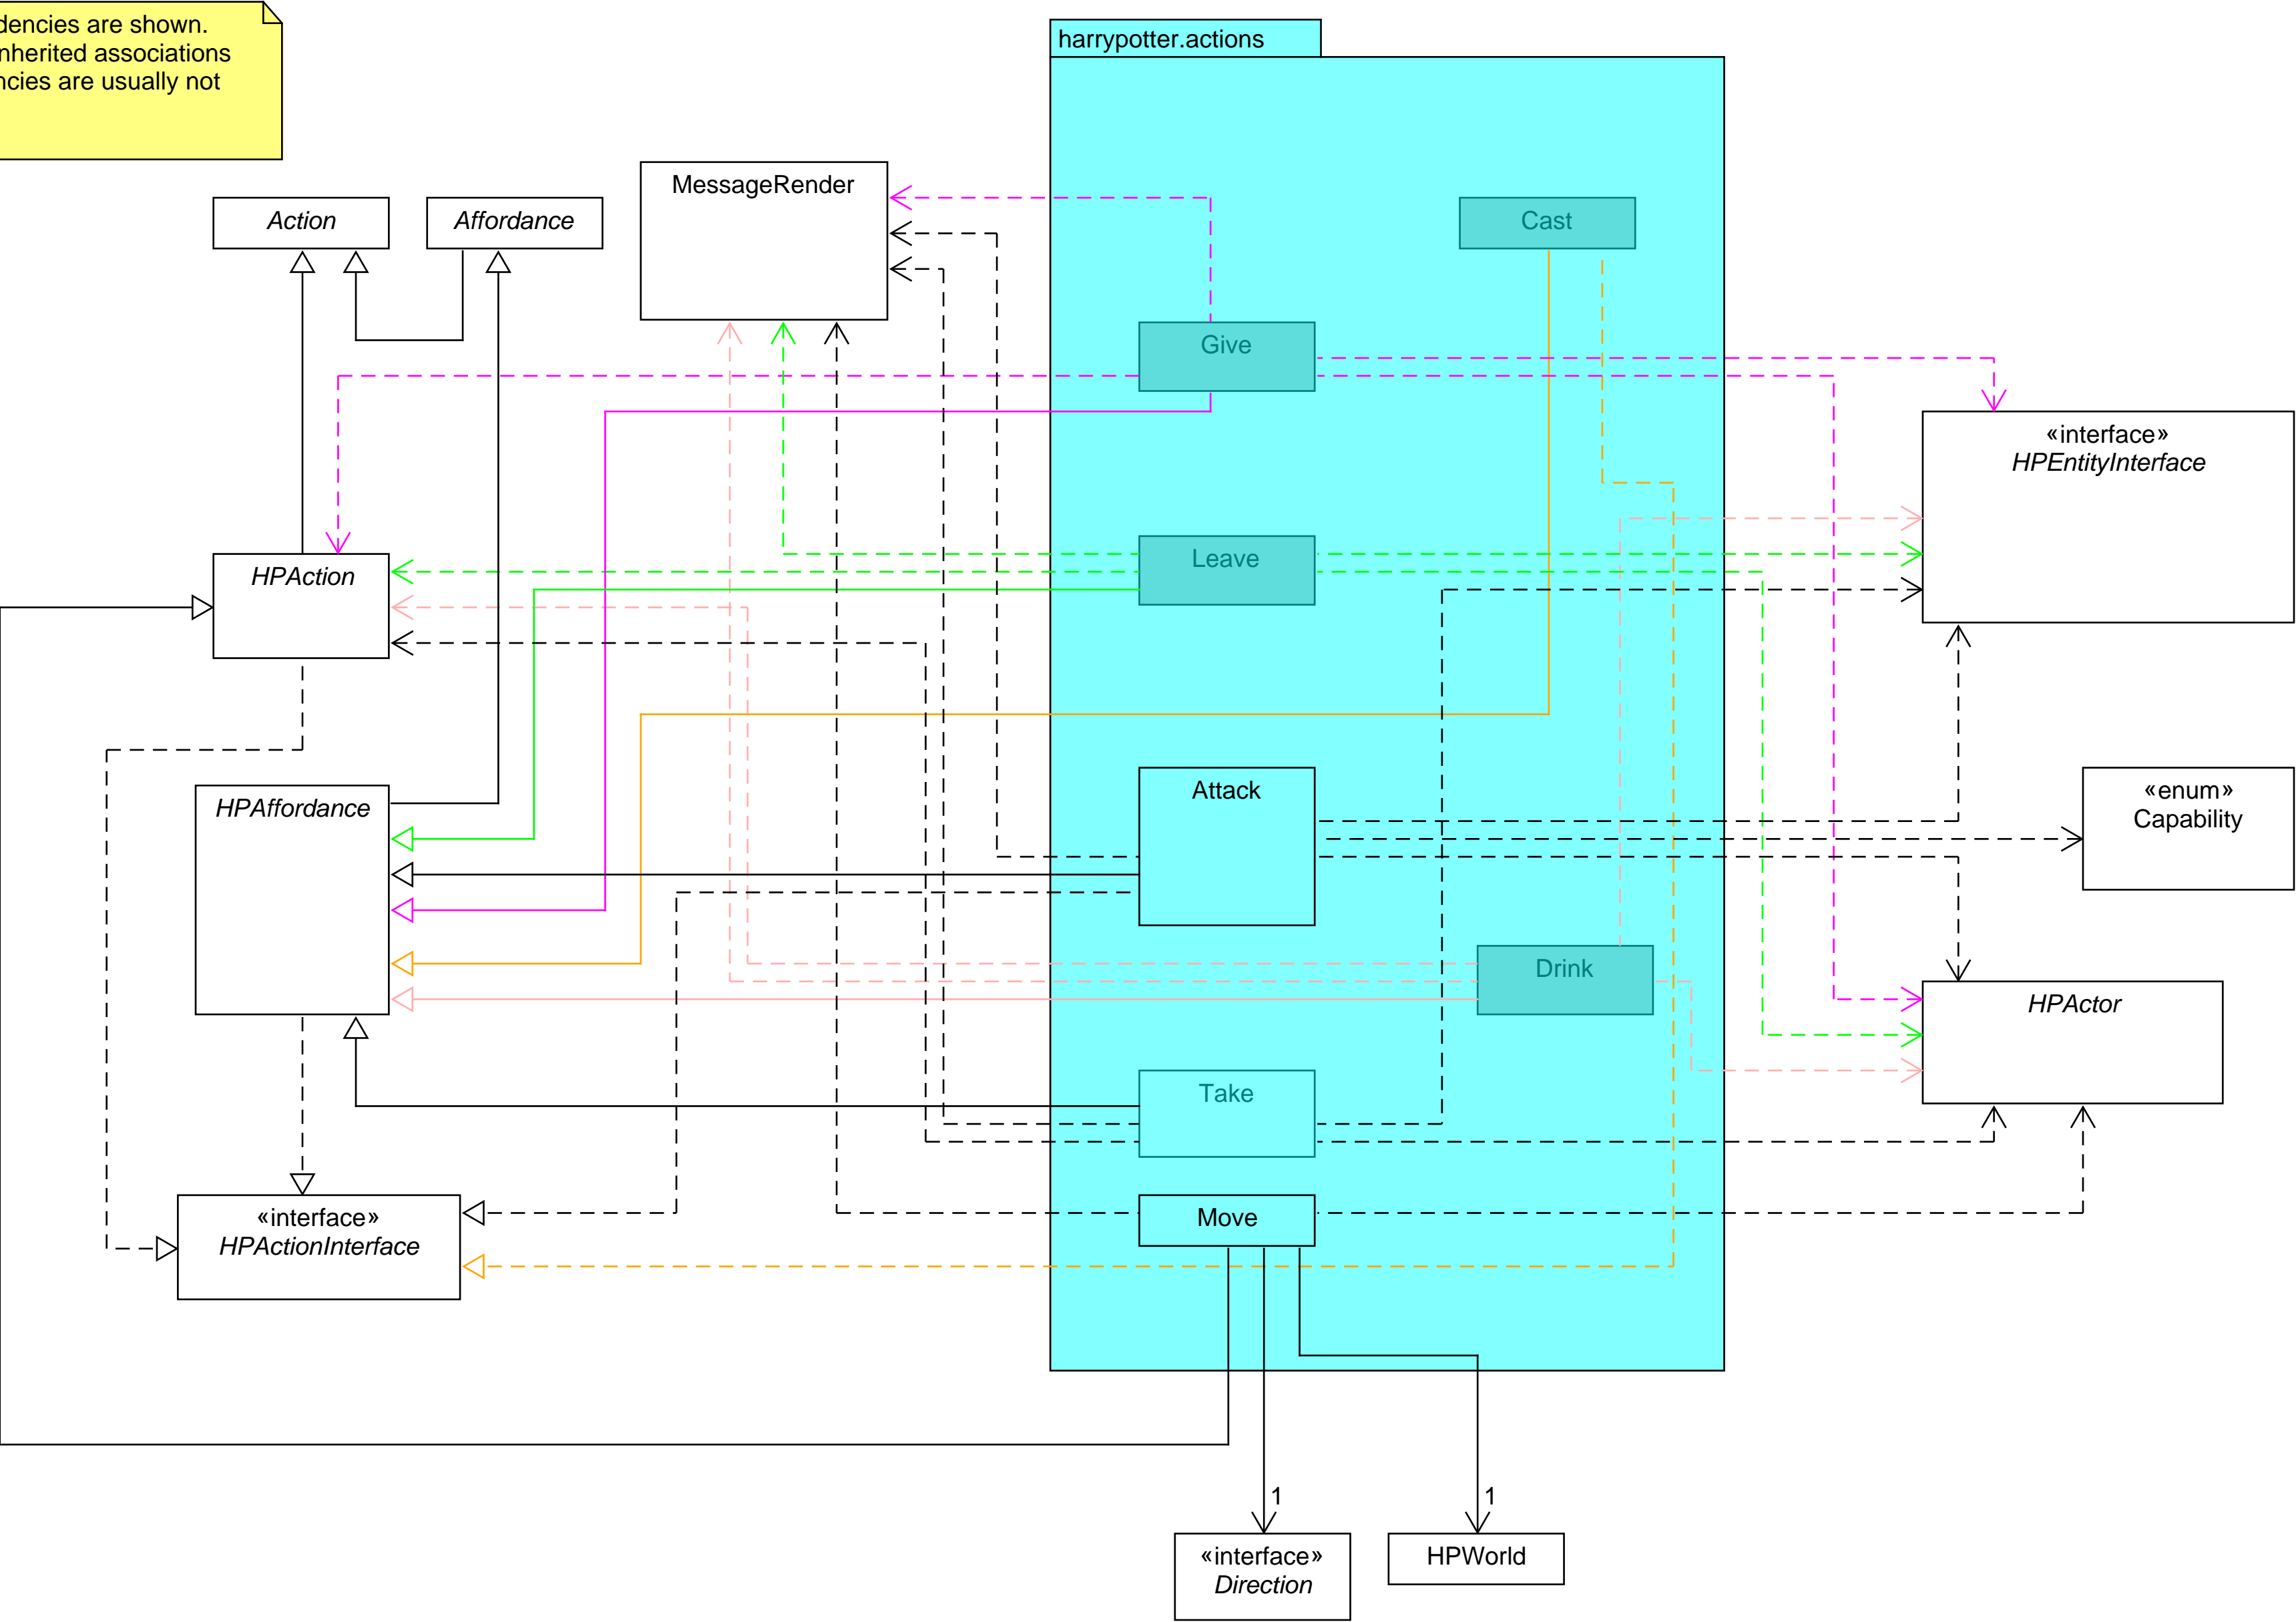 dencies are shown.
nherited associations
ncies are usually not
harrypotter.actions
MessageRender
Action
Affordance
Cast
Give
«interface»
HPEntityInterface
Leave
HPAction
Attack
«enum»
Capability
HPAffordance
Drink
HPActor
Take
«interface»
HPActionInterface
Move
1
1
«interface»
Direction
HPWorld